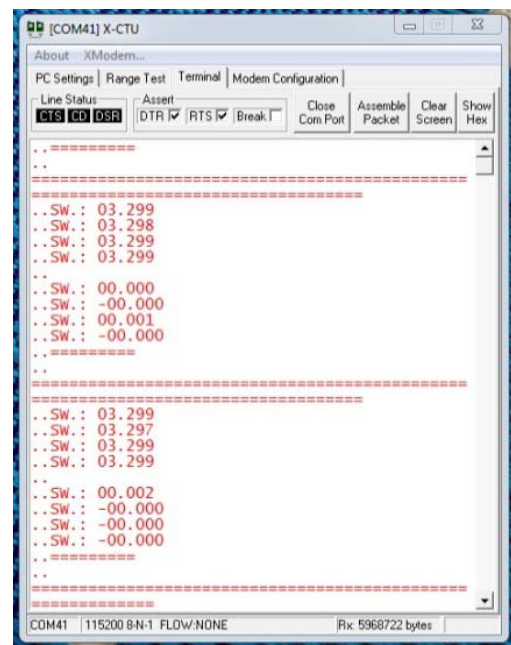 [COM41] X-CTU
About XModem...
PC Settings Range Test Terminal Modem Configuration
Line Status Assert
CTS CD DSR DTR RTS Break Close Com Port Assemble Packet Clear Screen Show Hex
..=========
..
================================================
====================================
..SW.: 03.299
..SW.: 03.298
..SW.: 03.299
..SW.: 03.299
..
..SW.: 00.000
..SW.: -00.000
..SW.: 00.001
..SW.: -00.000
..=========
..
================================================
====================================
..SW.: 03.299
..SW.: 03.297
..SW.: 03.299
..SW.: 03.299
..
..SW.: 00.002
..SW.: -00.000
..SW.: -00.000
..SW.: -00.000
..=========
..
================================================
=============
COM41 115200 8-N-1 FLOW:NONE Rx: 5968722 bytes